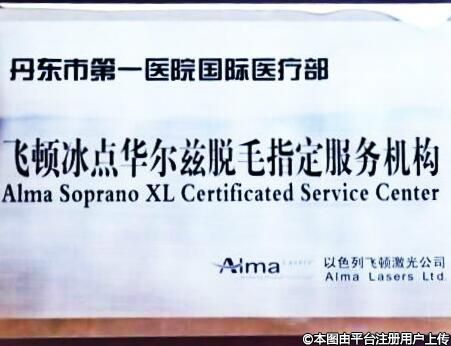 丹东市第一医院国际医疗部
飞顿冰点华尔兹脱毛指定服务机构
Alma Soprano XL Certificated Service Center
Alma Lasers 以色列飞顿激光公司
Alma Lasers Ltd.
©本图由平台注册用户上传